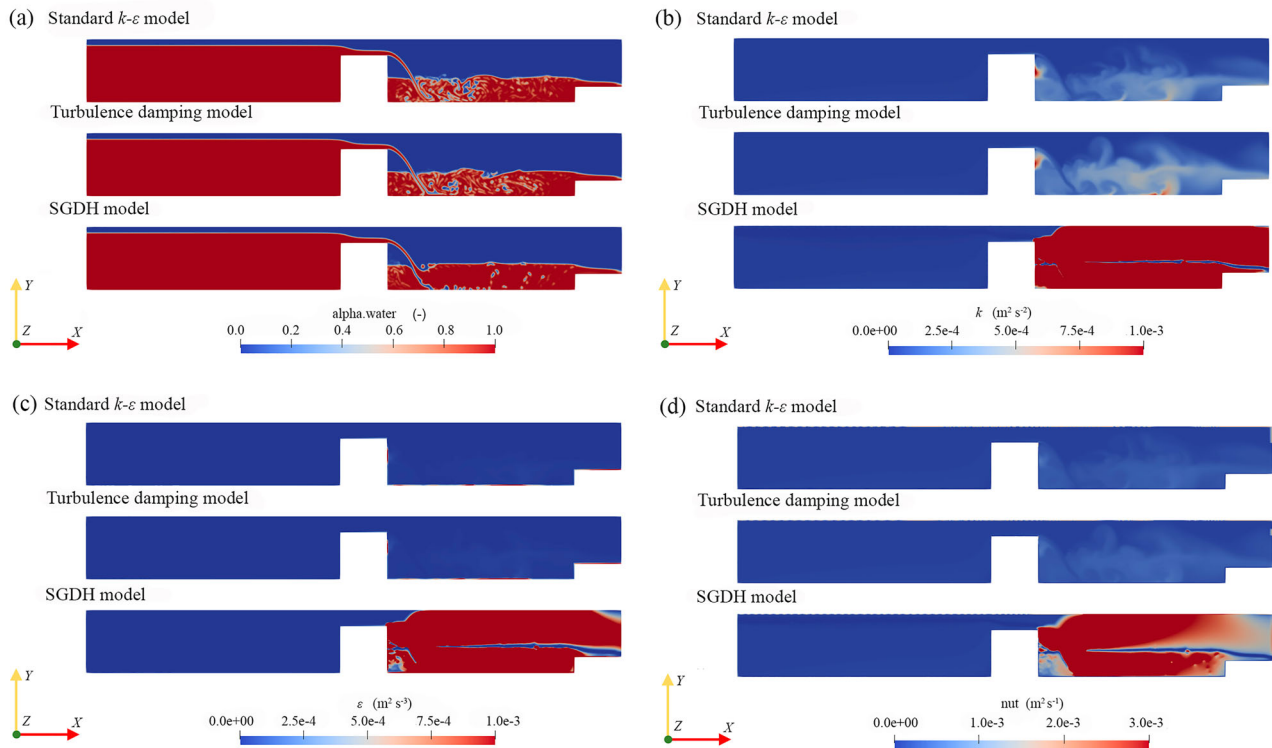 (a) Standard k-ε model
Turbulence damping model
SGDH model
Y
Z X
alpha.water (-)
0.0 0.2 0.4 0.6 0.8 1.0
(b) Standard k-ε model
Turbulence damping model
SGDH model
Y
Z X
k (m² s⁻²)
0.0e+00 2.5e-4 5.0e-4 7.5e-4 1.0e-3
(c) Standard k-ε model
Turbulence damping model
SGDH model
Y
Z X
ε (m² s⁻³)
0.0e+00 2.5e-4 5.0e-4 7.5e-4 1.0e-3
(d) Standard k-ε model
Turbulence damping model
SGDH model
Y
Z X
nut (m² s⁻¹)
0.0e+00 1.0e-3 2.0e-3 3.0e-3